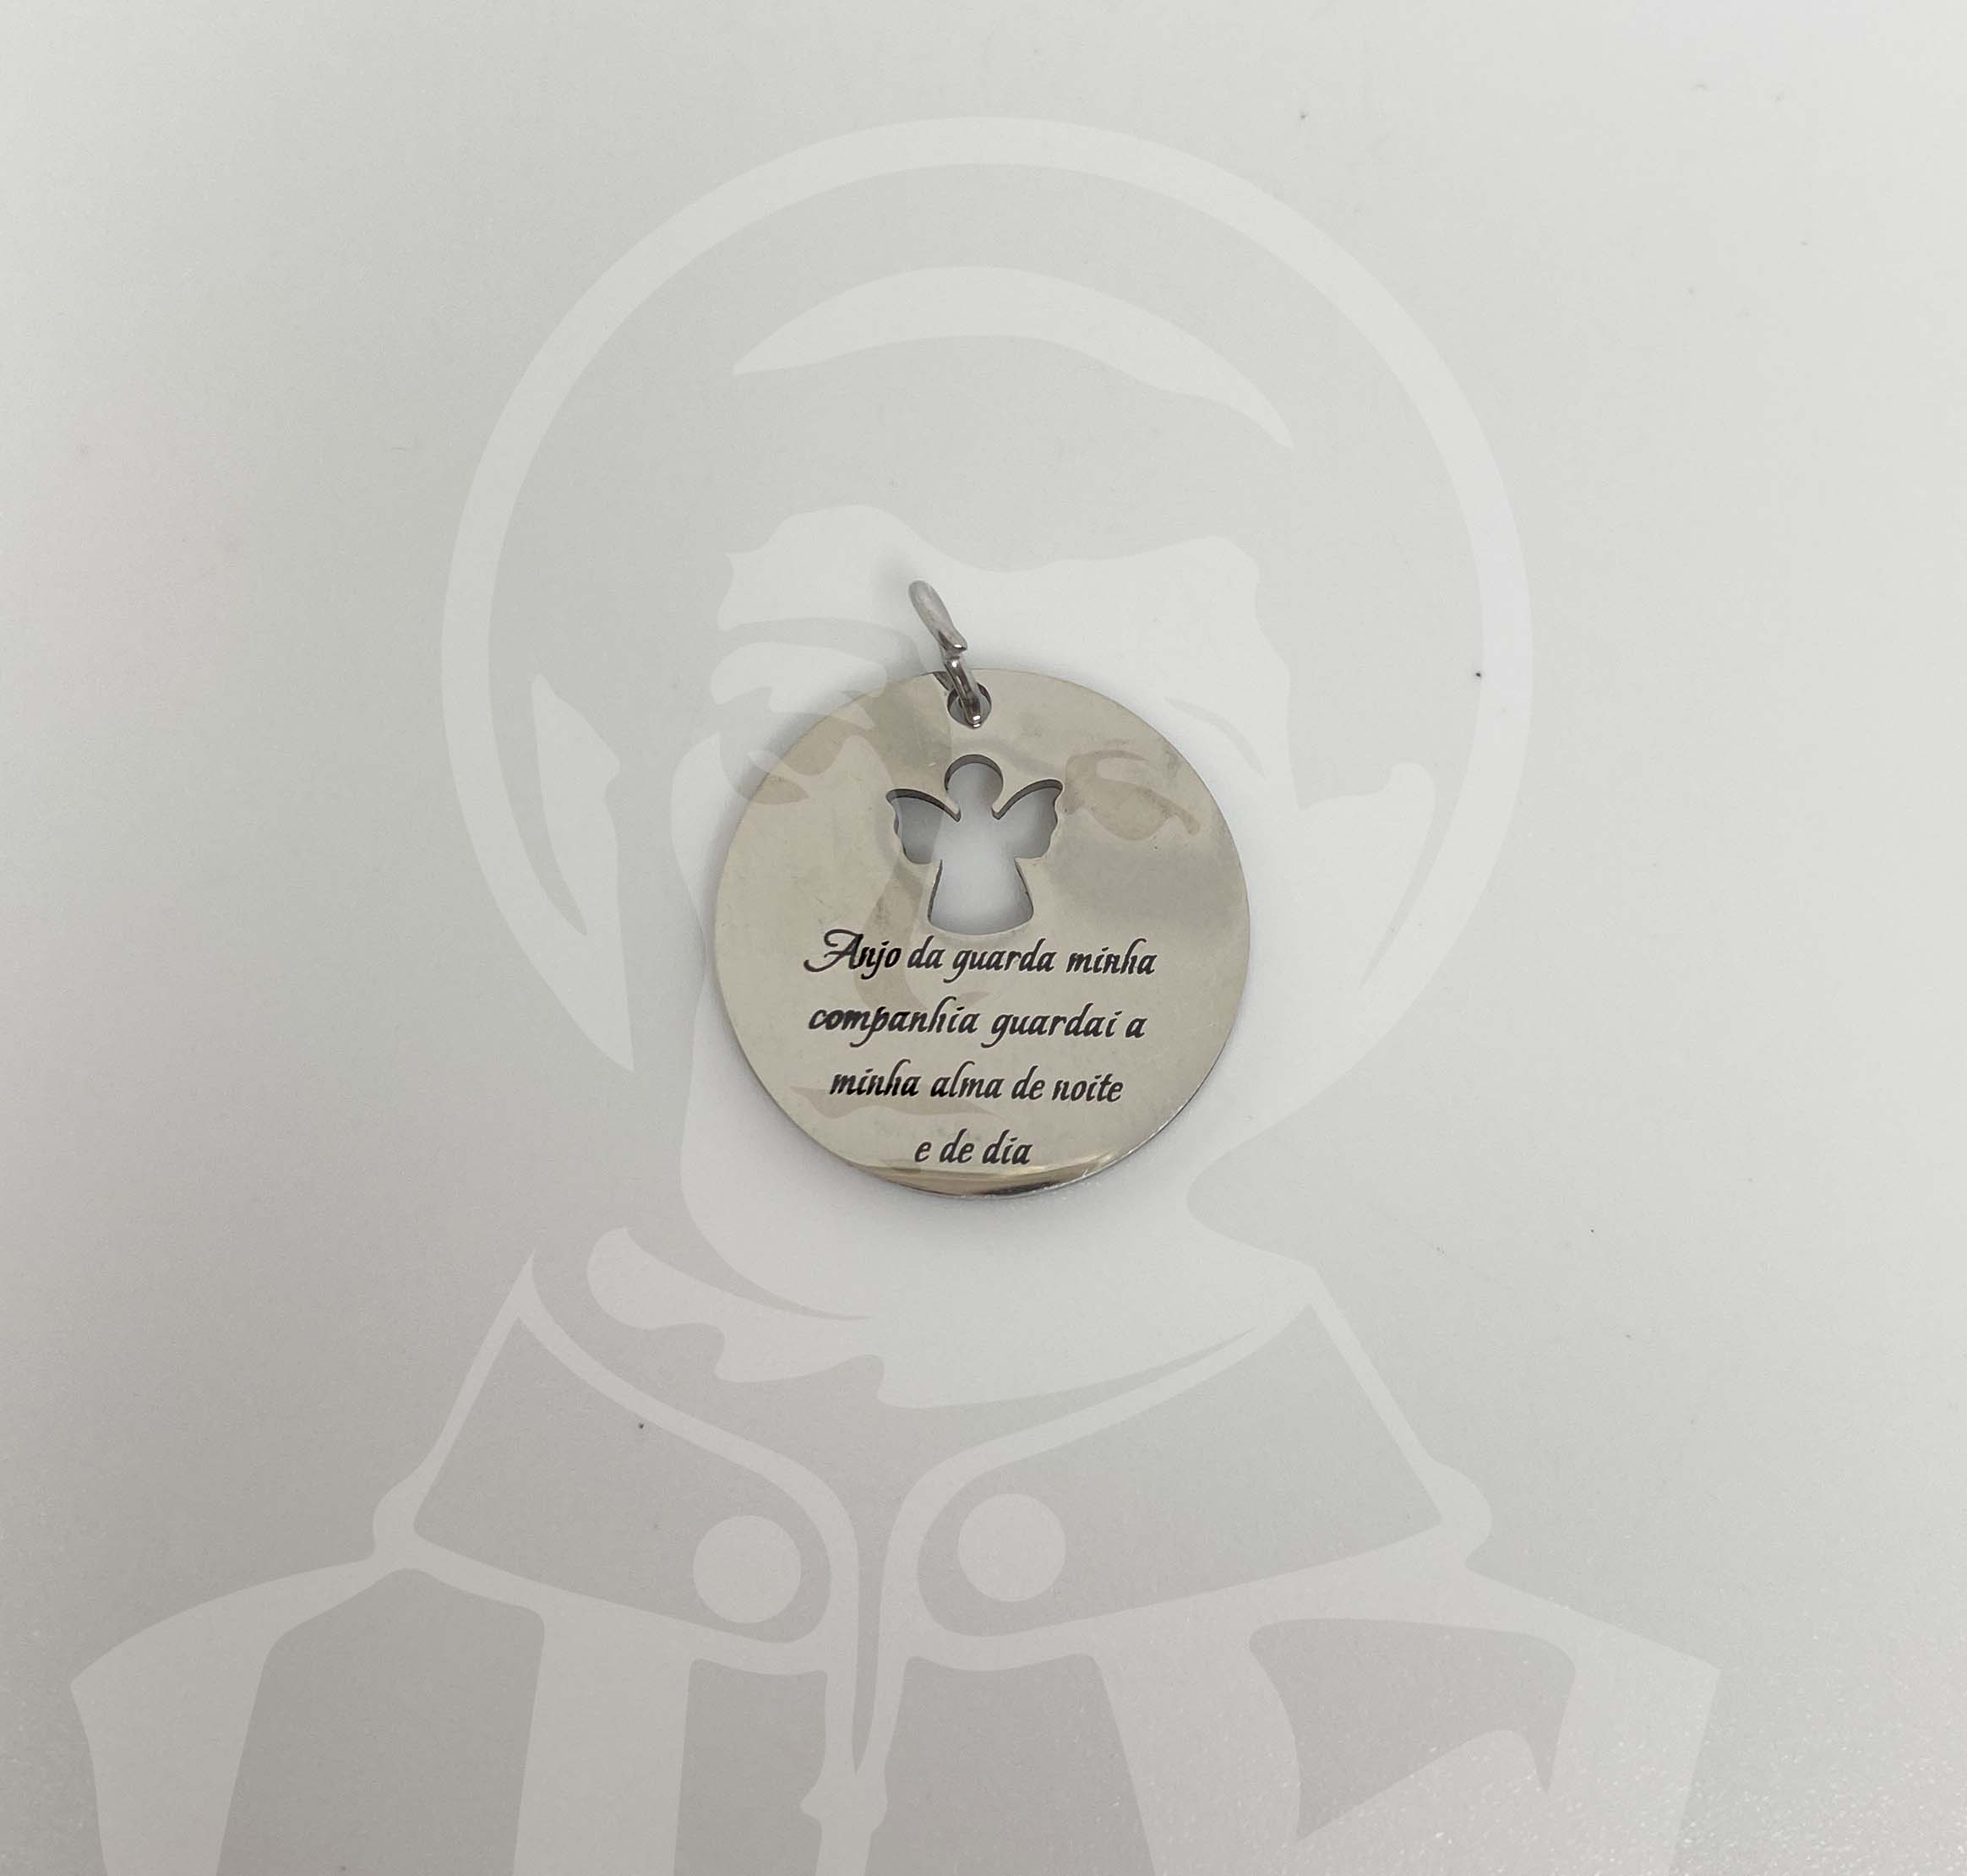 Anjo da guarda minha
companhia guardai a
minha alma de noite
e de dia